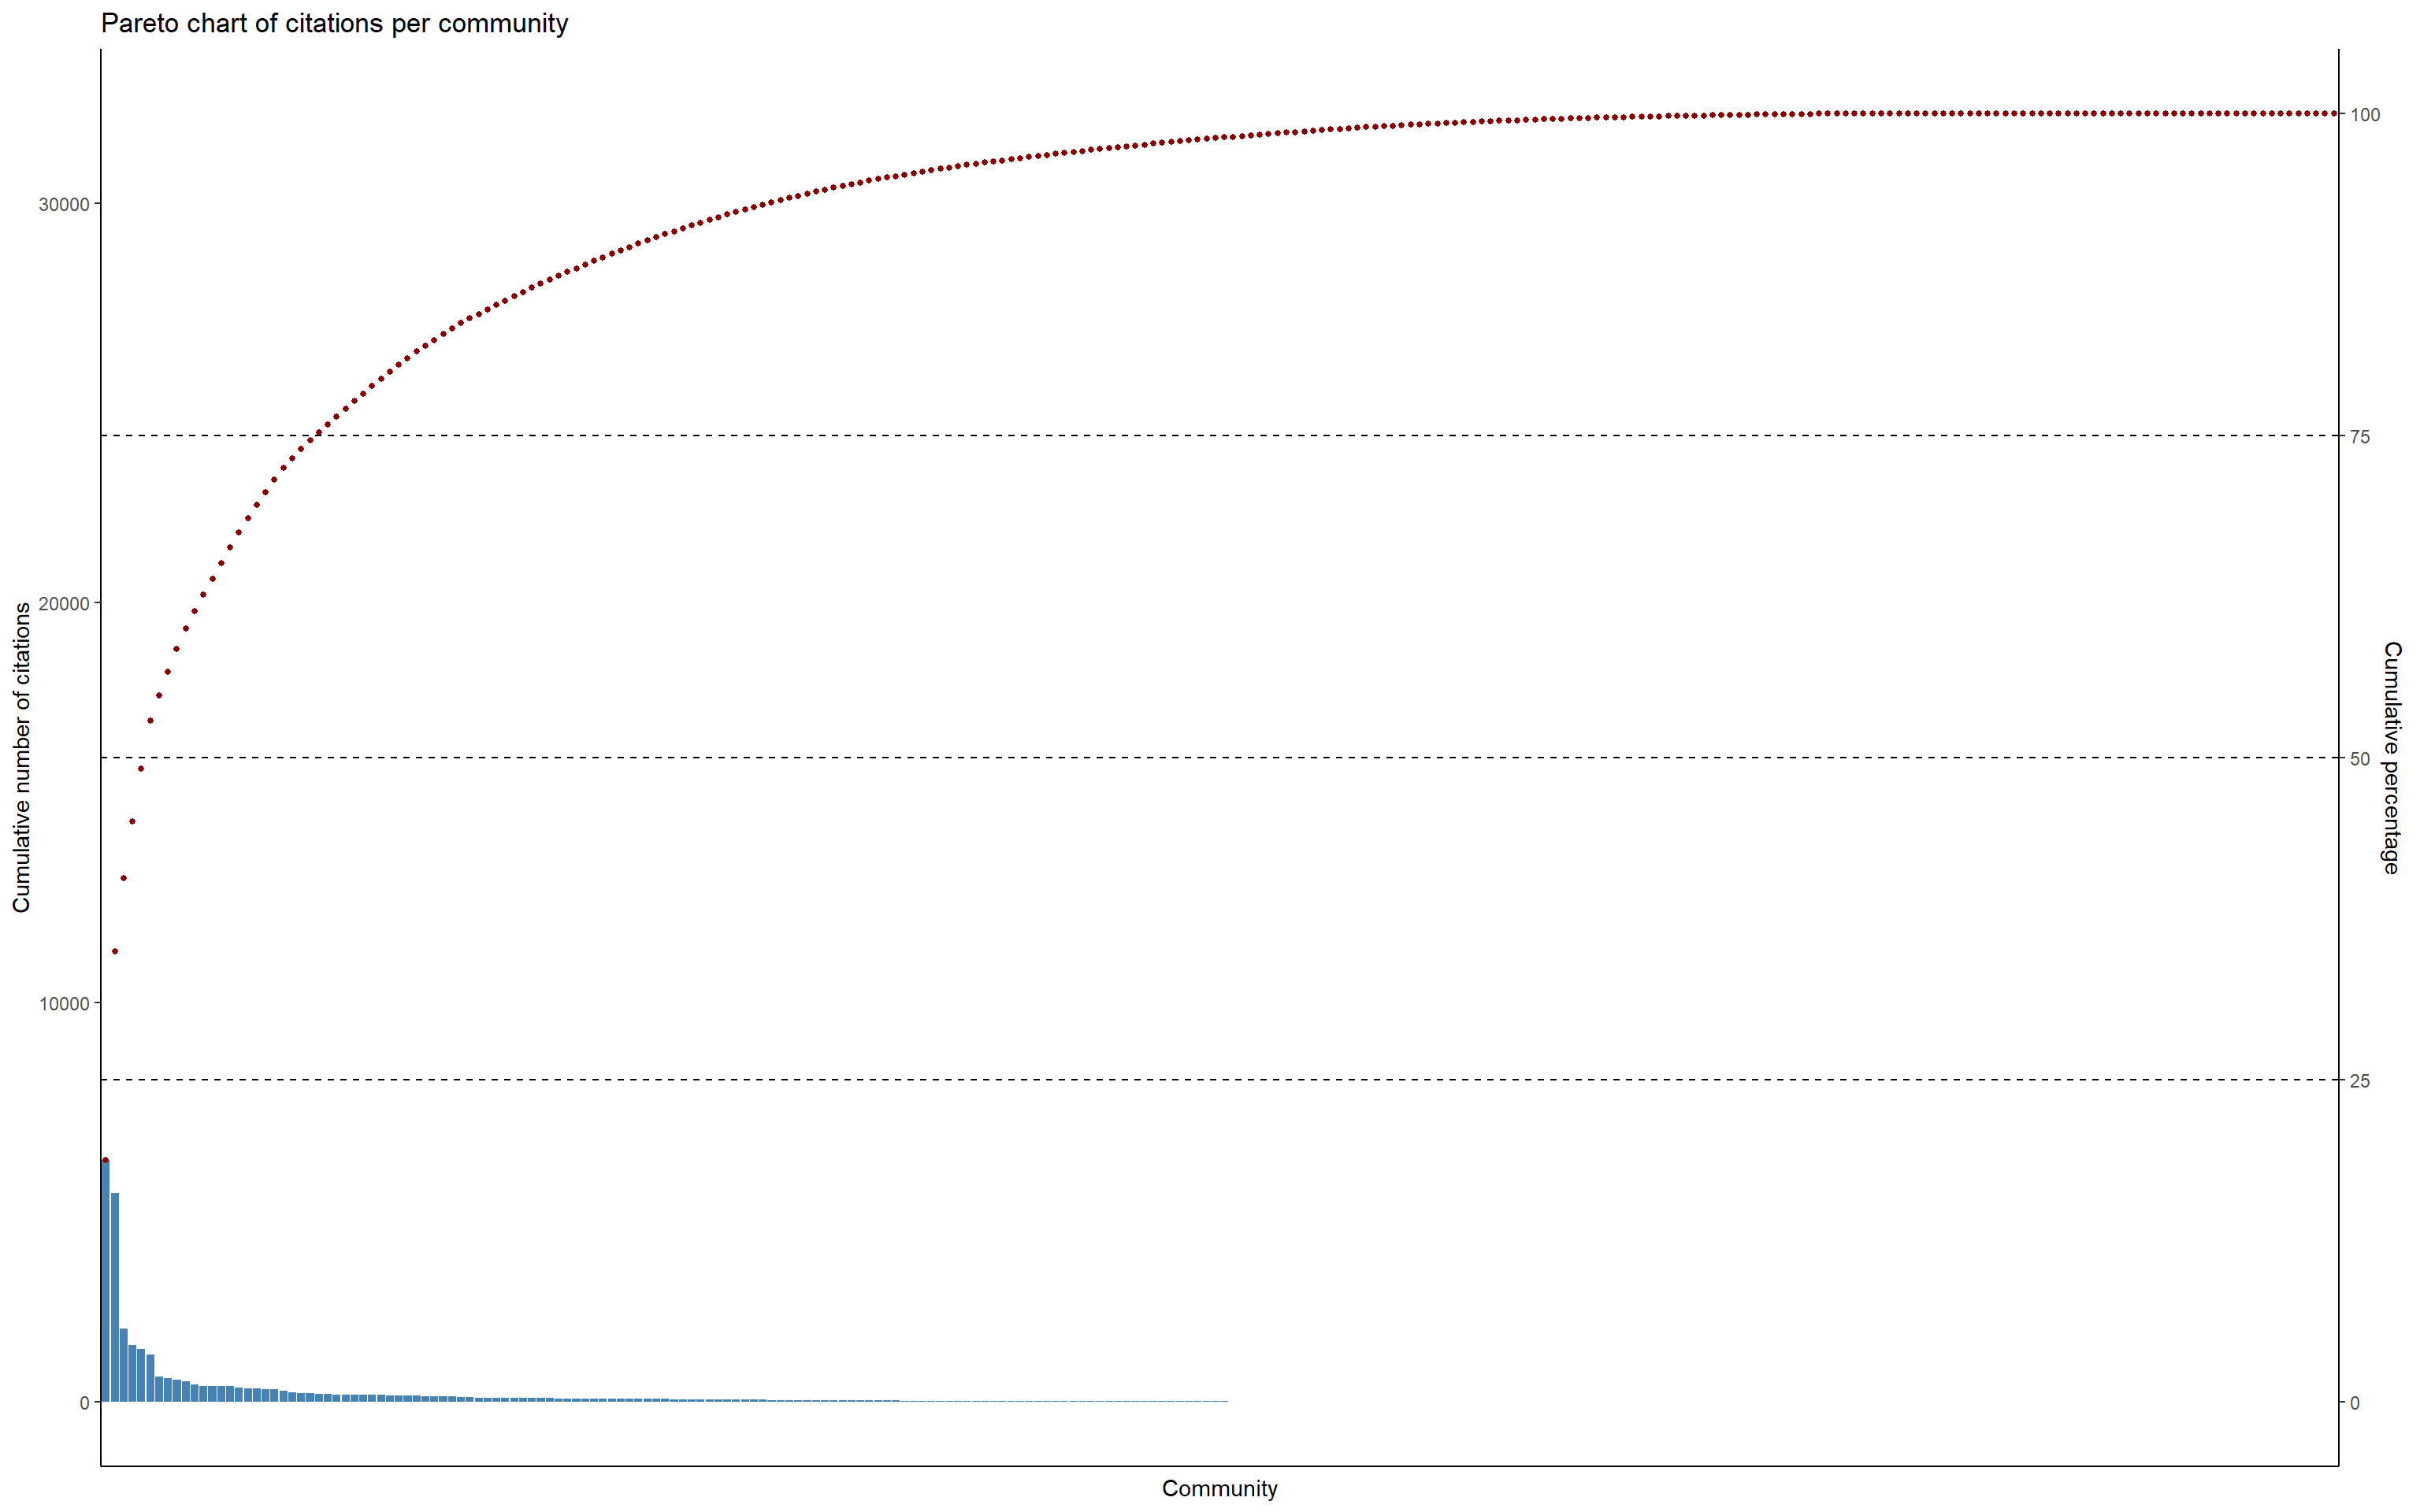 Pareto chart of citations per community
Cumulative number of citations
30000
20000
10000
0
100
75
50
25
0
Cumulative percentage
Community